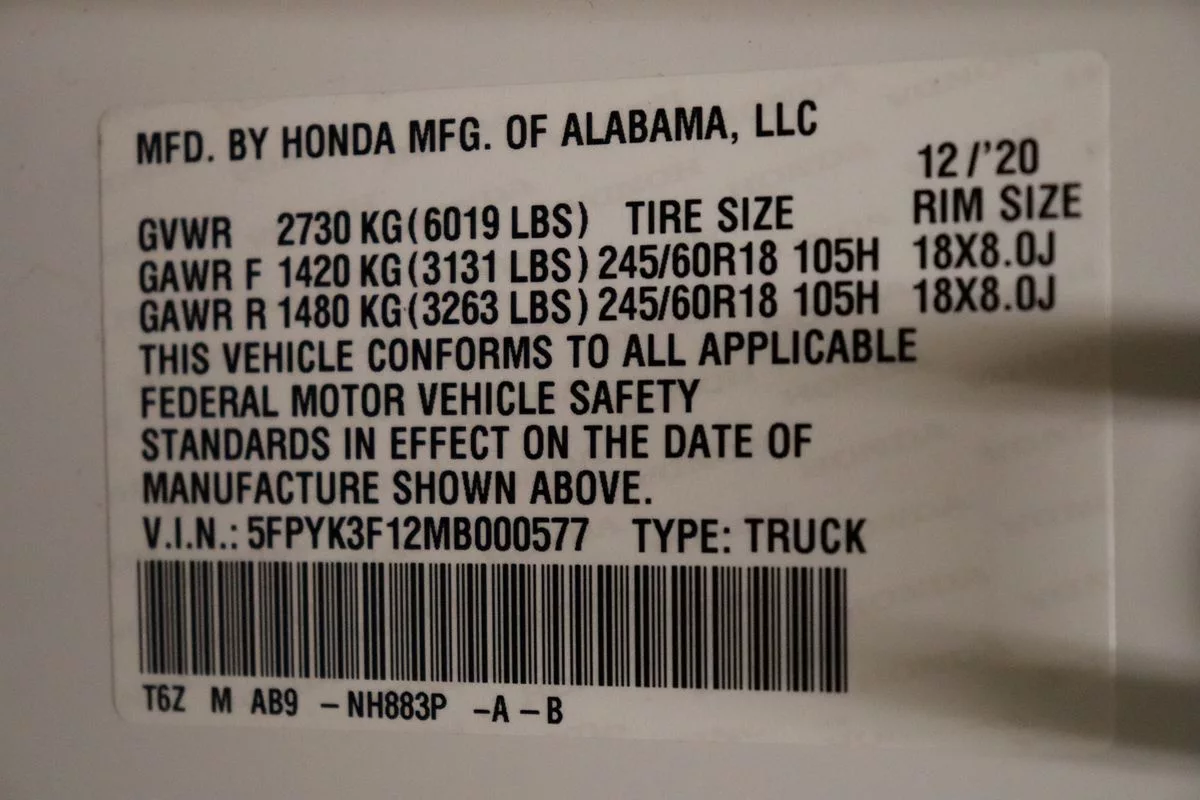 MFD. BY HONDA MFG. OF ALABAMA, LLC
12/'20
GVWR 2730 KG(6019 LBS) TIRE SIZE RIM SIZE
GAWR F 1420 KG(3131 LBS) 245/60R18 105H 18X8.0J
GAWR R 1480 KG(3263 LBS) 245/60R18 105H 18X8.0J
THIS VEHICLE CONFORMS TO ALL APPLICABLE
FEDERAL MOTOR VEHICLE SAFETY
STANDARDS IN EFFECT ON THE DATE OF
MANUFACTURE SHOWN ABOVE.
V.I.N.: 5FPYK3F12MB000577 TYPE: TRUCK
T6Z M AB9 -NH883P -A -B